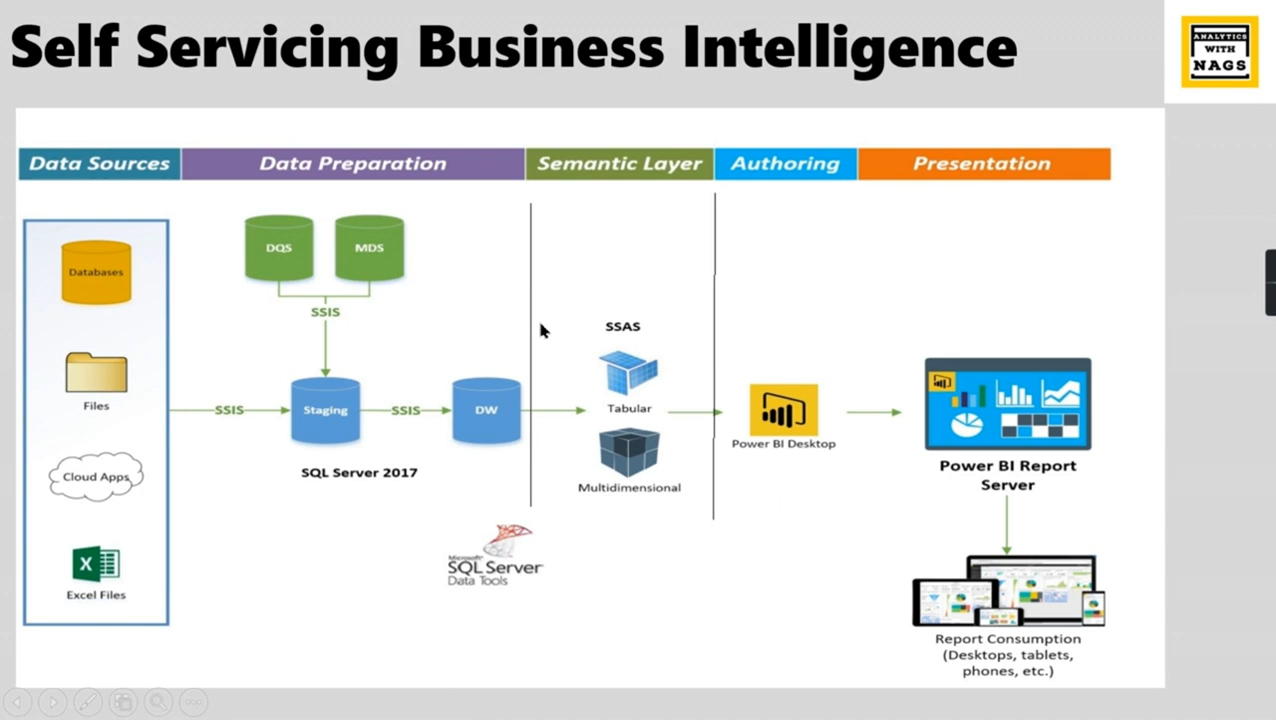 Self Servicing Business Intelligence
ANALYTICS
WITH
NAGS
Data Sources
Data Preparation
Semantic Layer
Authoring
Presentation
Databases
Files
Cloud Apps
Excel Files
DQS
MDS
SSIS
SSIS
Staging
SSIS
DW
SQL Server 2017
Microsoft®
SQL Server
Data Tools
SSAS
Tabular
Multidimensional
Power BI Desktop
Power BI Report
Server
Report Consumption
(Desktops, tablets,
phones, etc.)